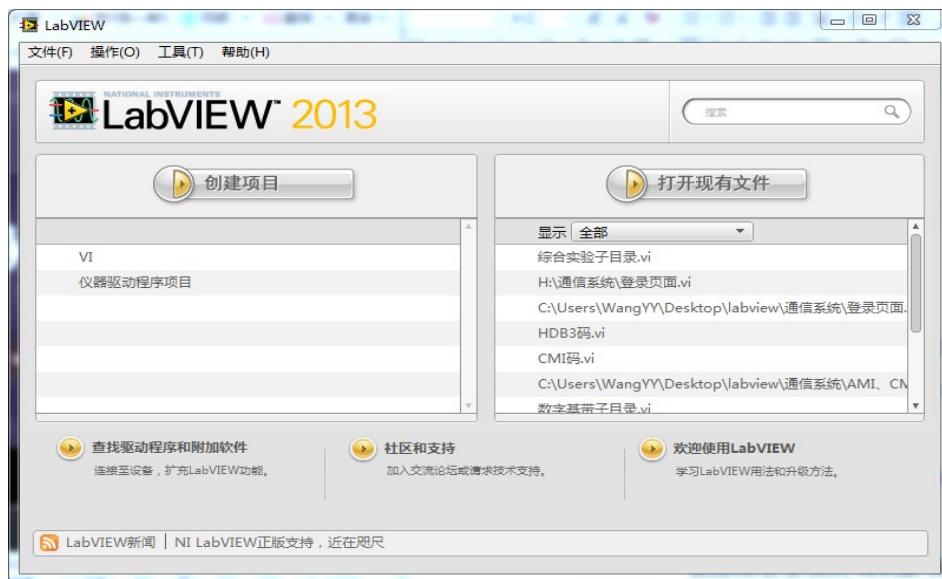 LabVIEW
文件(F) 操作(O) 工具(T) 帮助(H)
NATIONAL INSTRUMENTS
LabVIEW™ 2013
搜索
创建项目
打开现有文件
显示 全部
VI
仪器驱动程序项目
综合实验子目录.vi
H:\通信系统\登录页面.vi
C:\Users\WangYY\Desktop\labview\通信系统\登录页面.
HDB3码.vi
CMI码.vi
C:\Users\WangYY\Desktop\labview\通信系统\AMI、CM
数字基带子目录.vi
查找驱动程序和附加软件
连接至设备，扩充LabVIEW功能。
社区和支持
加入交流论坛或请求技术支持。
欢迎使用LabVIEW
学习LabVIEW用法和升级方法。
LabVIEW新闻 | NI LabVIEW正版支持，近在咫尺